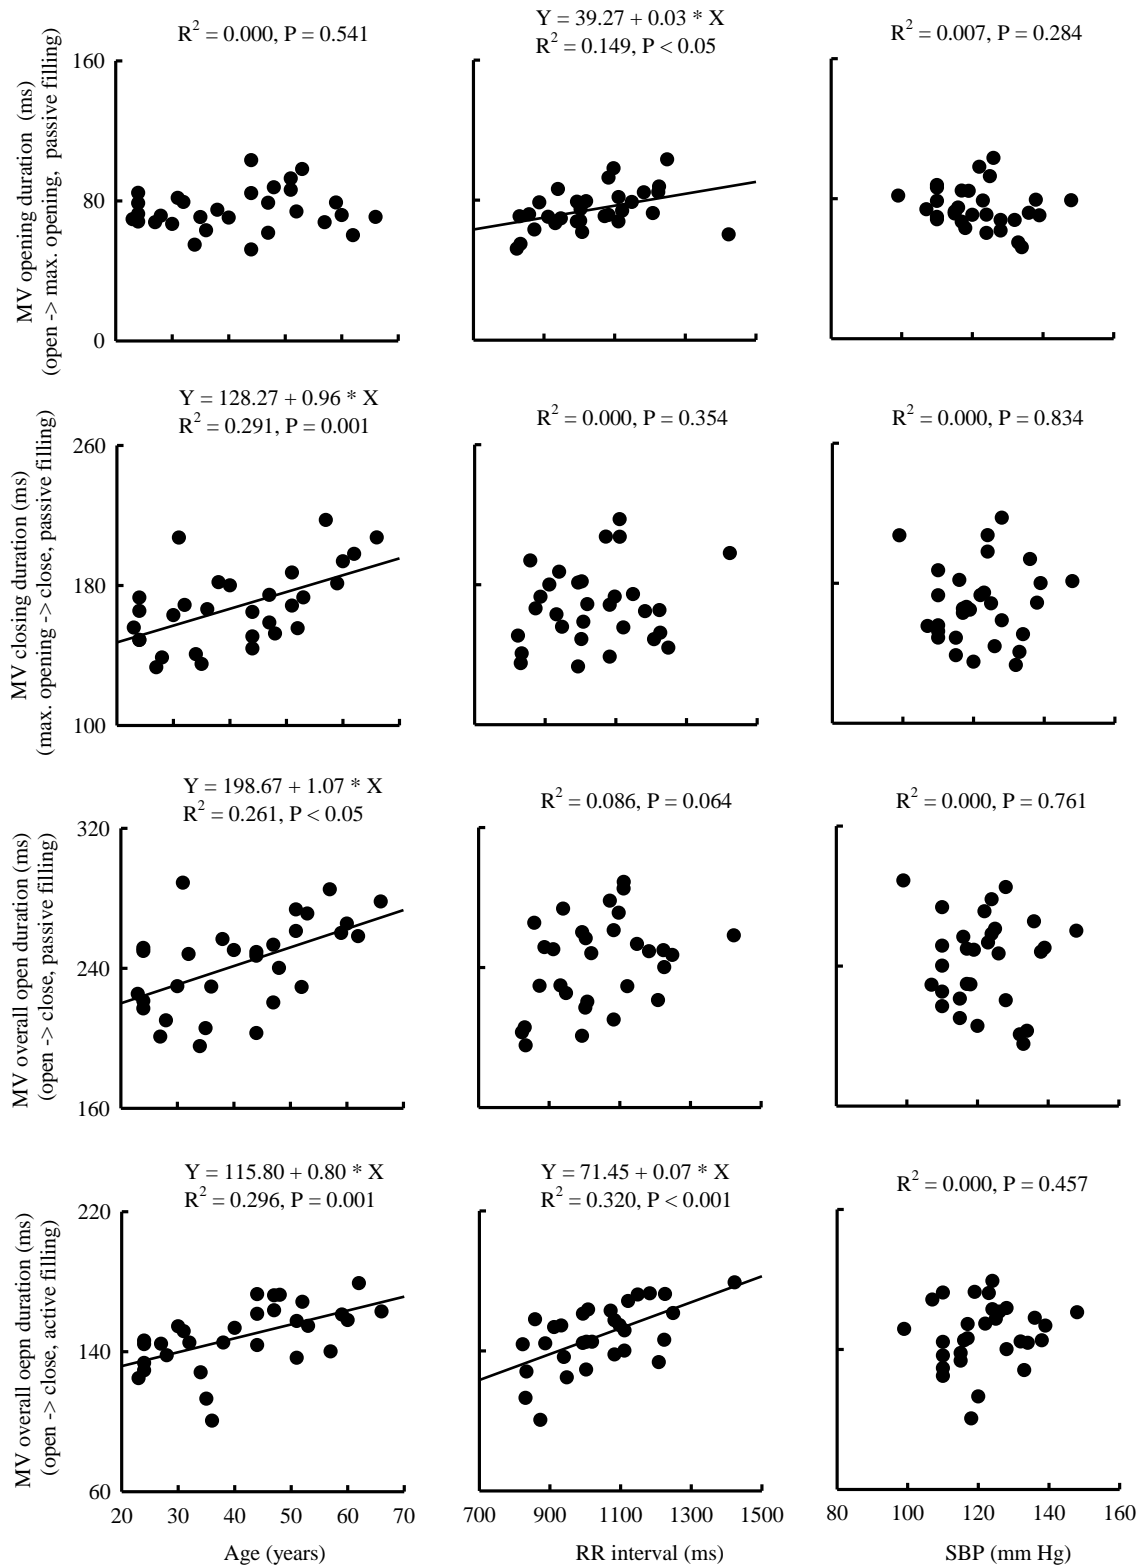 R² = 0.000, P = 0.541
Y = 39.27 + 0.03 * X
R² = 0.149, P < 0.05
R² = 0.007, P = 0.284
MV opening duration (ms)
(open -> max. opening, passive filling)
160
80
0
Y = 128.27 + 0.96 * X
R² = 0.291, P = 0.001
R² = 0.000, P = 0.354
R² = 0.000, P = 0.834
MV closing duration (ms)
(max. opening -> close, passive filling)
260
180
100
Y = 198.67 + 1.07 * X
R² = 0.261, P < 0.05
R² = 0.086, P = 0.064
R² = 0.000, P = 0.761
MV overall open duration (ms)
(open -> close, passive filling)
320
240
160
Y = 115.80 + 0.80 * X
R² = 0.296, P = 0.001
Y = 71.45 + 0.07 * X
R² = 0.320, P < 0.001
R² = 0.000, P = 0.457
MV overall oepn duration (ms)
(open -> close, active filling)
220
140
60
20 30 40 50 60 70
700 900 1100 1300 1500
80 100 120 140 160
Age (years)
RR interval (ms)
SBP (mm Hg)